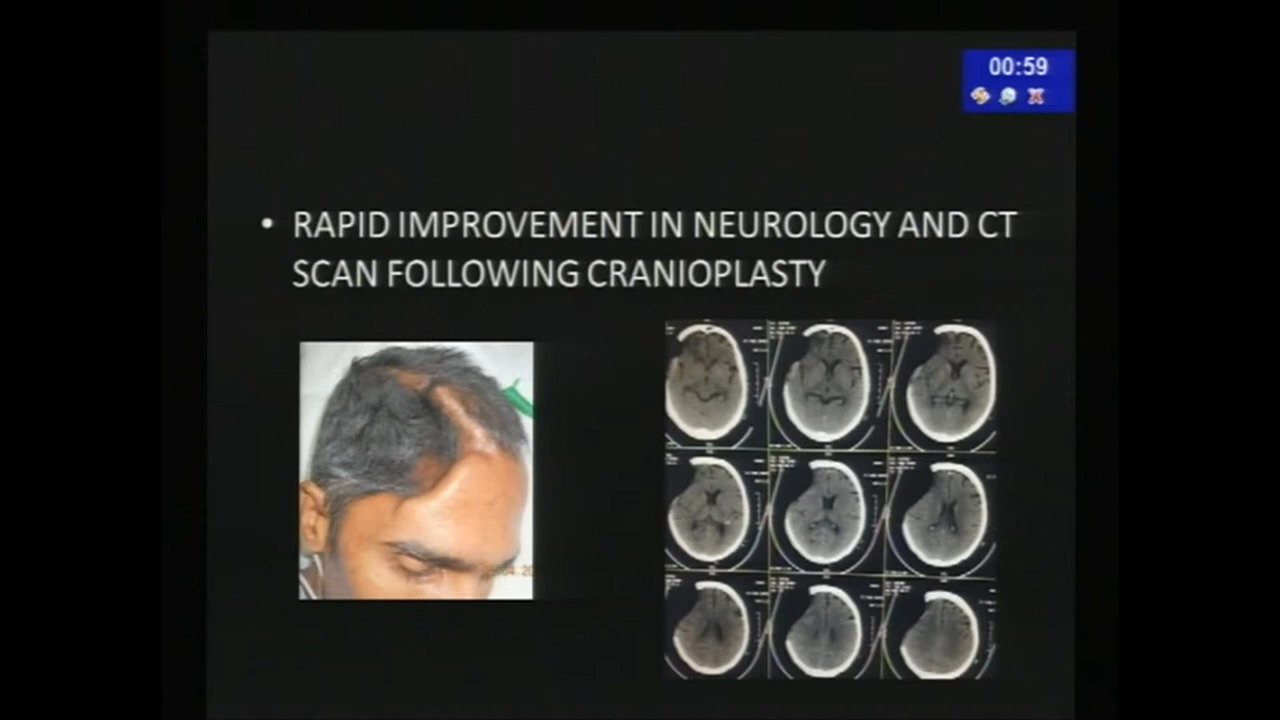 00:59
• RAPID IMPROVEMENT IN NEUROLOGY AND CT
SCAN FOLLOWING CRANIOPLASTY